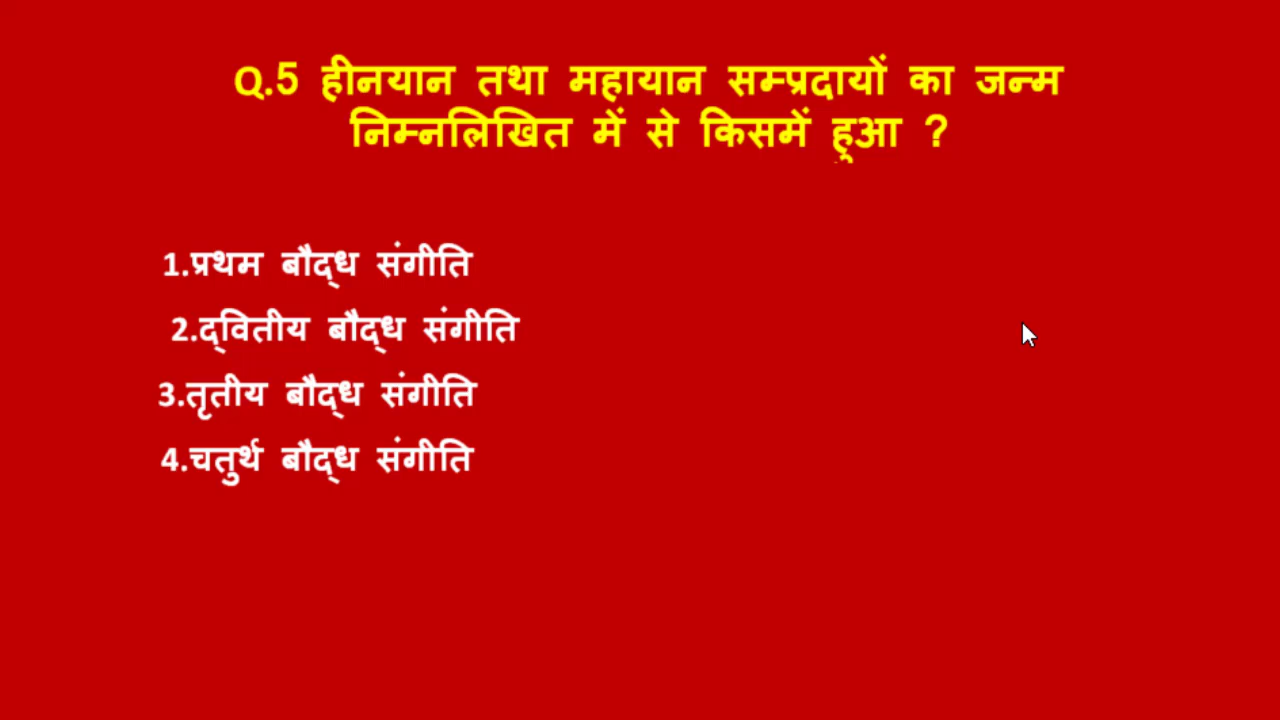 Q.5 हीनयान तथा महायान सम्प्रदायों का जन्म
निम्नलिखित में से किसमें हुआ ?
1.प्रथम बौद्ध संगीति
2.द्वितीय बौद्ध संगीति
3.तृतीय बौद्ध संगीति
4.चतुर्थ बौद्ध संगीति